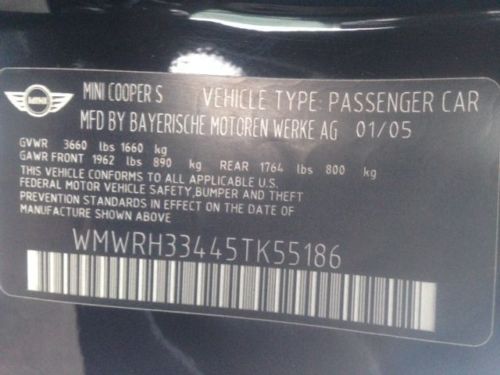 MINI
MINI COOPER S VEHICLE TYPE: PASSENGER CAR
MFD BY BAYERISCHE MOTOREN WERKE AG 01/05
GVWR 3660 lbs 1660 kg
GAWR FRONT 1962 lbs 890 kg REAR 1764 lbs 800 kg
THIS VEHICLE CONFORMS TO ALL APPLICABLE U.S.
FEDERAL MOTOR VEHICLE SAFETY,BUMPER AND THEFT
PREVENTION STANDARDS IN EFFECT ON THE DATE OF
MANUFACTURE SHOWN ABOVE
WMWRH33445TK55186